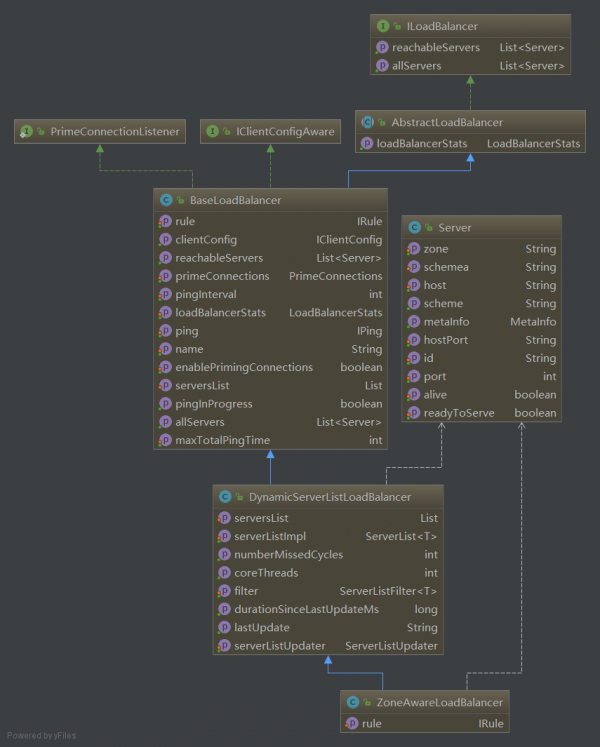 ILoadBalancer
reachableServers List<Server>
allServers List<Server>
AbstractLoadBalancer
loadBalancerStats LoadBalancerStats
PrimeConnectionListener
IClientConfigAware
BaseLoadBalancer
rule IRule
clientConfig IClientConfig
reachableServers List<Server>
primeConnections PrimeConnections
pingInterval int
loadBalancerStats LoadBalancerStats
ping IPing
name String
enablePrimingConnections boolean
serversList List
pingInProgress boolean
allServers List<Server>
maxTotalPingTime int
Server
zone String
schemea String
host String
scheme String
metaInfo MetaInfo
hostPort String
id String
port int
alive boolean
readyToServe boolean
DynamicServerListLoadBalancer
serversList List
serverListImpl ServerList<T>
numberMissedCycles int
coreThreads int
filter ServerListFilter<T>
durationSinceLastUpdateMs long
lastUpdate String
serverListUpdater ServerListUpdater
ZoneAwareLoadBalancer
rule IRule
Powered by yFiles